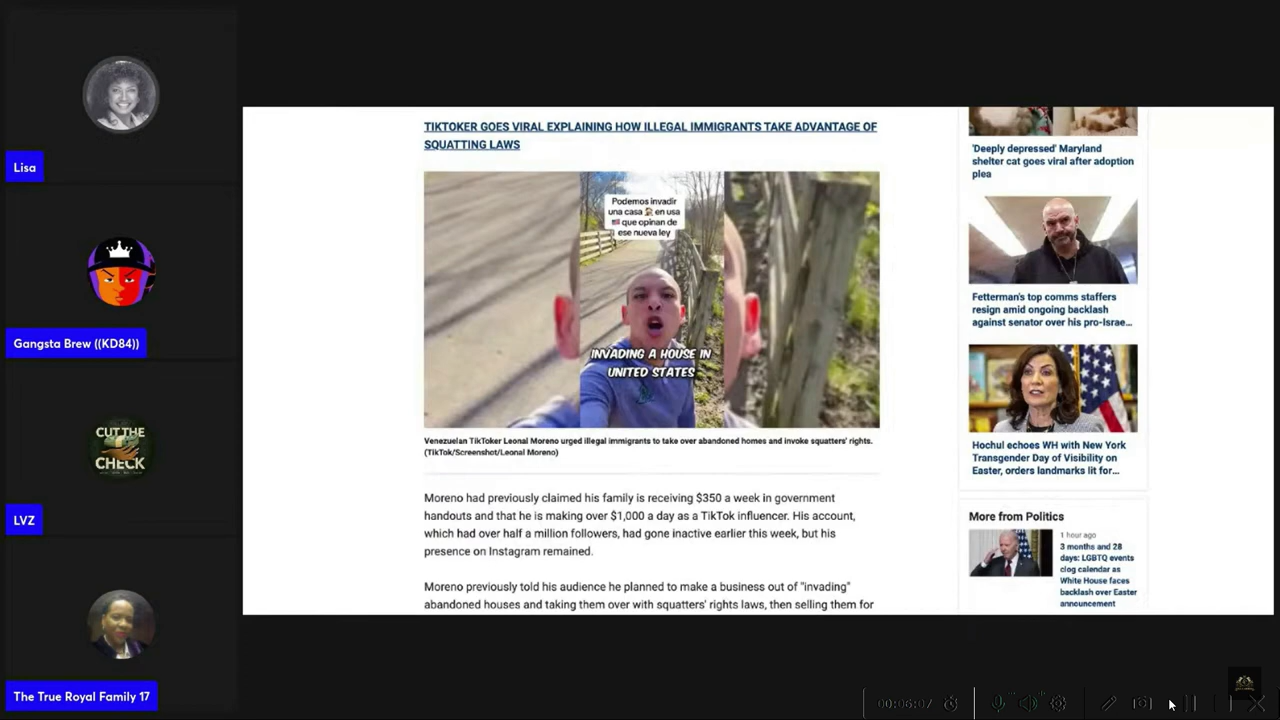 Lisa
Gangsta Brew ((KD84))
CUT THE
CHECK
LVZ
The True Royal Family 17
TIKTOKER GOES VIRAL EXPLAINING HOW ILLEGAL IMMIGRANTS TAKE ADVANTAGE OF
SQUATTING LAWS
Podemos invadir
una casa 🏠 en usa
🇺🇸 que opinan de
ese nueva ley
INVADING A HOUSE IN
UNITED STATES
Venezuelan TikToker Leonal Moreno urged illegal immigrants to take over abandoned homes and invoke squatters' rights.
(TikTok/Screenshot/Leonal Moreno)
Moreno had previously claimed his family is receiving $350 a week in government
handouts and that he is making over $1,000 a day as a TikTok influencer. His account,
which had over half a million followers, had gone inactive earlier this week, but his
presence on Instagram remained.
Moreno previously told his audience he planned to make a business out of "invading"
abandoned houses and taking them over with squatters' rights laws, then selling them for
'Deeply depressed' Maryland
shelter cat goes viral after adoption
plea
Fetterman's top comms staffers
resign amid ongoing backlash
against senator over his pro-Israe...
Hochul echoes WH with New York
Transgender Day of Visibility on
Easter, orders landmarks lit for...
More from Politics
1 hour ago
3 months and 28
days: LGBTQ events
clog calendar as
White House faces
backlash over Easter
announcement
00:06:07